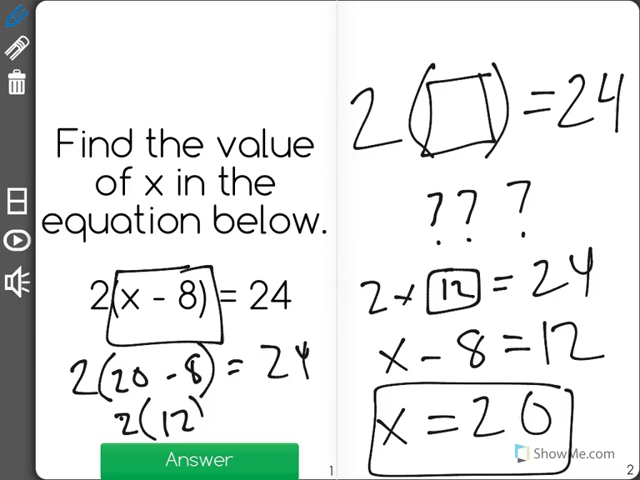 Find the value
of x in the
equation below.
2(x - 8) = 24
2(20 - 8) = 24
2(12)
Answer
1
2(□) = 24
? ? ?
2 × 12 = 24
x - 8 = 12
x = 20
ShowMe.com
2